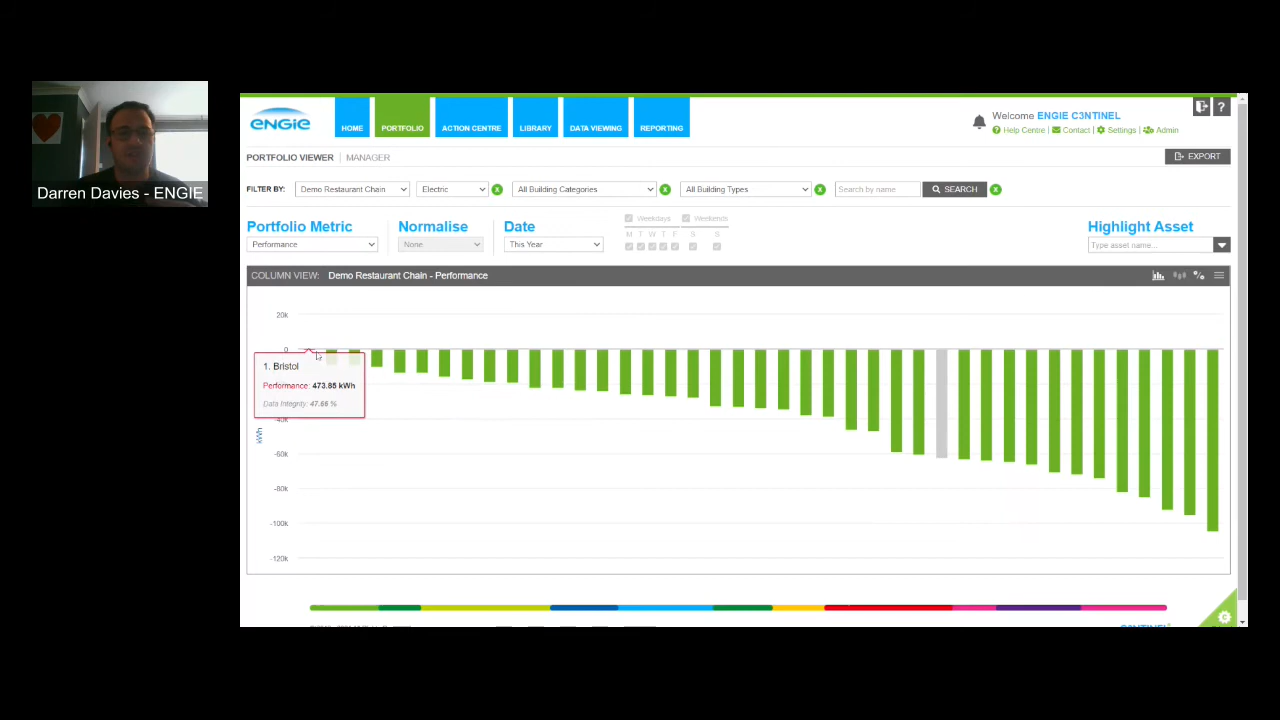 Darren Davies - ENGIE
ENGIE
HOME
PORTFOLIO
ACTION CENTRE
LIBRARY
DATA VIEWING
REPORTING
Welcome ENGIE C3NTINEL
?
Help Centre
Contact
Settings
Admin
PORTFOLIO VIEWER | MANAGER
EXPORT
FILTER BY:
Demo Restaurant Chain
Electric
All Building Categories
All Building Types
Search by name
SEARCH
Portfolio Metric
Performance
Normalise
None
Date
This Year
Weekdays
Weekends
M T W T F S S
Highlight Asset
Type asset name...
COLUMN VIEW: Demo Restaurant Chain - Performance
20k
0
1. Bristol
Performance: 473.88 kWh
Data Integrity: 47.66 %
-40k
kWh
-60k
-80k
-100k
-120k